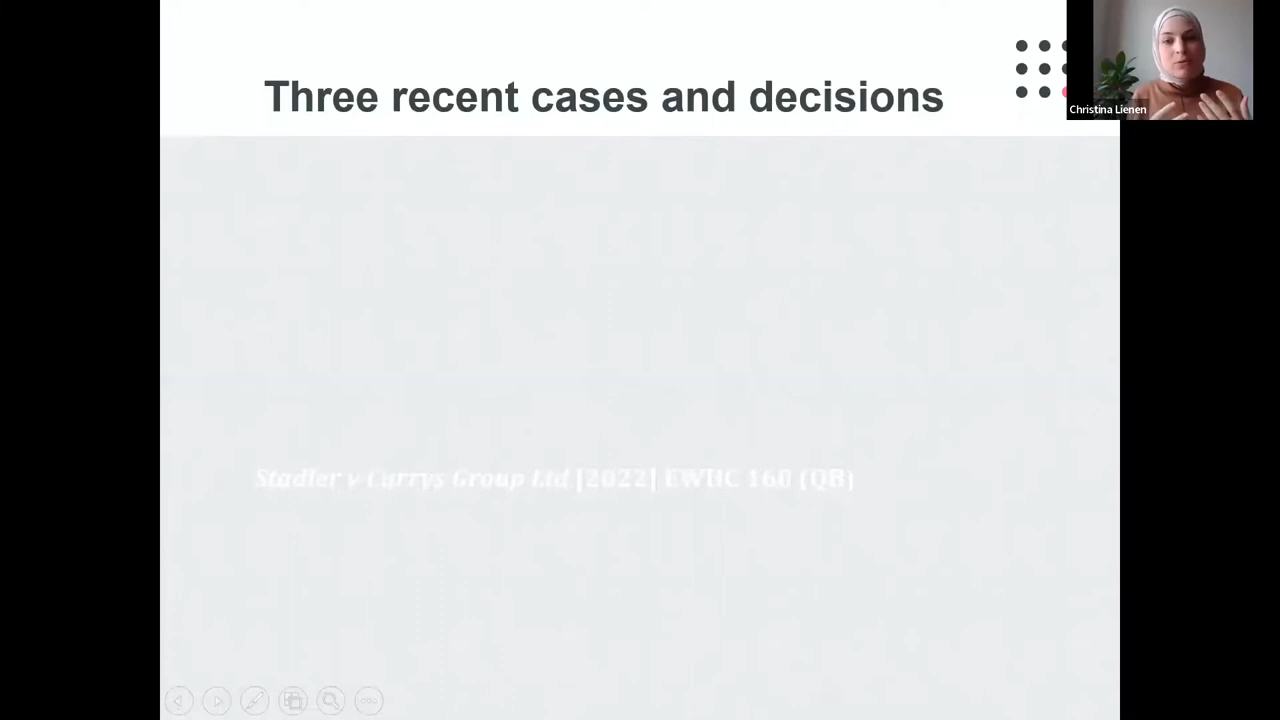 Three recent cases and decisions
Christina Lienen
Stadler v Currys Group Ltd [2022] EWHC 160 (QB)